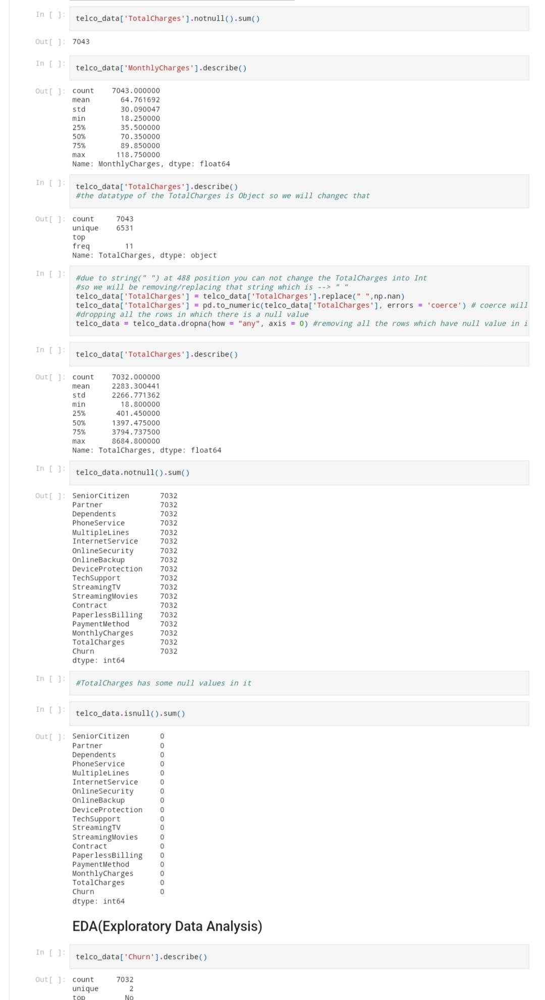 In [ ]: telco_data['TotalCharges'].notnull().sum()
Out[ ]: 7043
In [ ]: telco_data['MonthlyCharges'].describe()
Out[ ]: count    7043.000000
mean       64.761692
std        30.090047
min        18.250000
25%        35.500000
50%        70.350000
75%        89.850000
max       118.750000
Name: MonthlyCharges, dtype: float64
In [ ]: telco_data['TotalCharges'].describe()
#the datatype of the TotalCharges is Object so we will changec that
Out[ ]: count     7043
unique    6531
top
freq        11
Name: TotalCharges, dtype: object
In [ ]: #due to string(" ") at 488 position you can not change the TotalCharges into Int
#so we will be removing/replacing that string which is --> " "
telco_data['TotalCharges'] = telco_data['TotalCharges'].replace(" ",np.nan)
telco_data['TotalCharges'] = pd.to_numeric(telco_data['TotalCharges'], errors = 'coerce') # coerce will
#dropping all the rows in which there is a null value
telco_data = telco_data.dropna(how = "any", axis = 0) #removing all the rows which have null value in i
In [ ]: telco_data['TotalCharges'].describe()
Out[ ]: count    7032.000000
mean     2283.300441
std      2266.771362
min        18.800000
25%       401.450000
50%      1397.475000
75%      3794.737500
max      8684.800000
Name: TotalCharges, dtype: float64
In [ ]: telco_data.notnull().sum()
Out[ ]: SeniorCitizen       7032
Partner             7032
Dependents          7032
PhoneService        7032
MultipleLines       7032
InternetService     7032
OnlineSecurity      7032
OnlineBackup        7032
DeviceProtection    7032
TechSupport         7032
StreamingTV         7032
StreamingMovies     7032
Contract            7032
PaperlessBilling    7032
PaymentMethod       7032
MonthlyCharges      7032
TotalCharges        7032
Churn               7032
dtype: int64
In [ ]: #TotalCharges has some null values in it
In [ ]: telco_data.isnull().sum()
Out[ ]: SeniorCitizen       0
Partner             0
Dependents          0
PhoneService        0
MultipleLines       0
InternetService     0
OnlineSecurity      0
OnlineBackup        0
DeviceProtection    0
TechSupport         0
StreamingTV         0
StreamingMovies     0
Contract            0
PaperlessBilling    0
PaymentMethod       0
MonthlyCharges      0
TotalCharges        0
Churn               0
dtype: int64
EDA(Exploratory Data Analysis)
In [ ]: telco_data['Churn'].describe()
Out[ ]: count     7032
unique       2
top         No